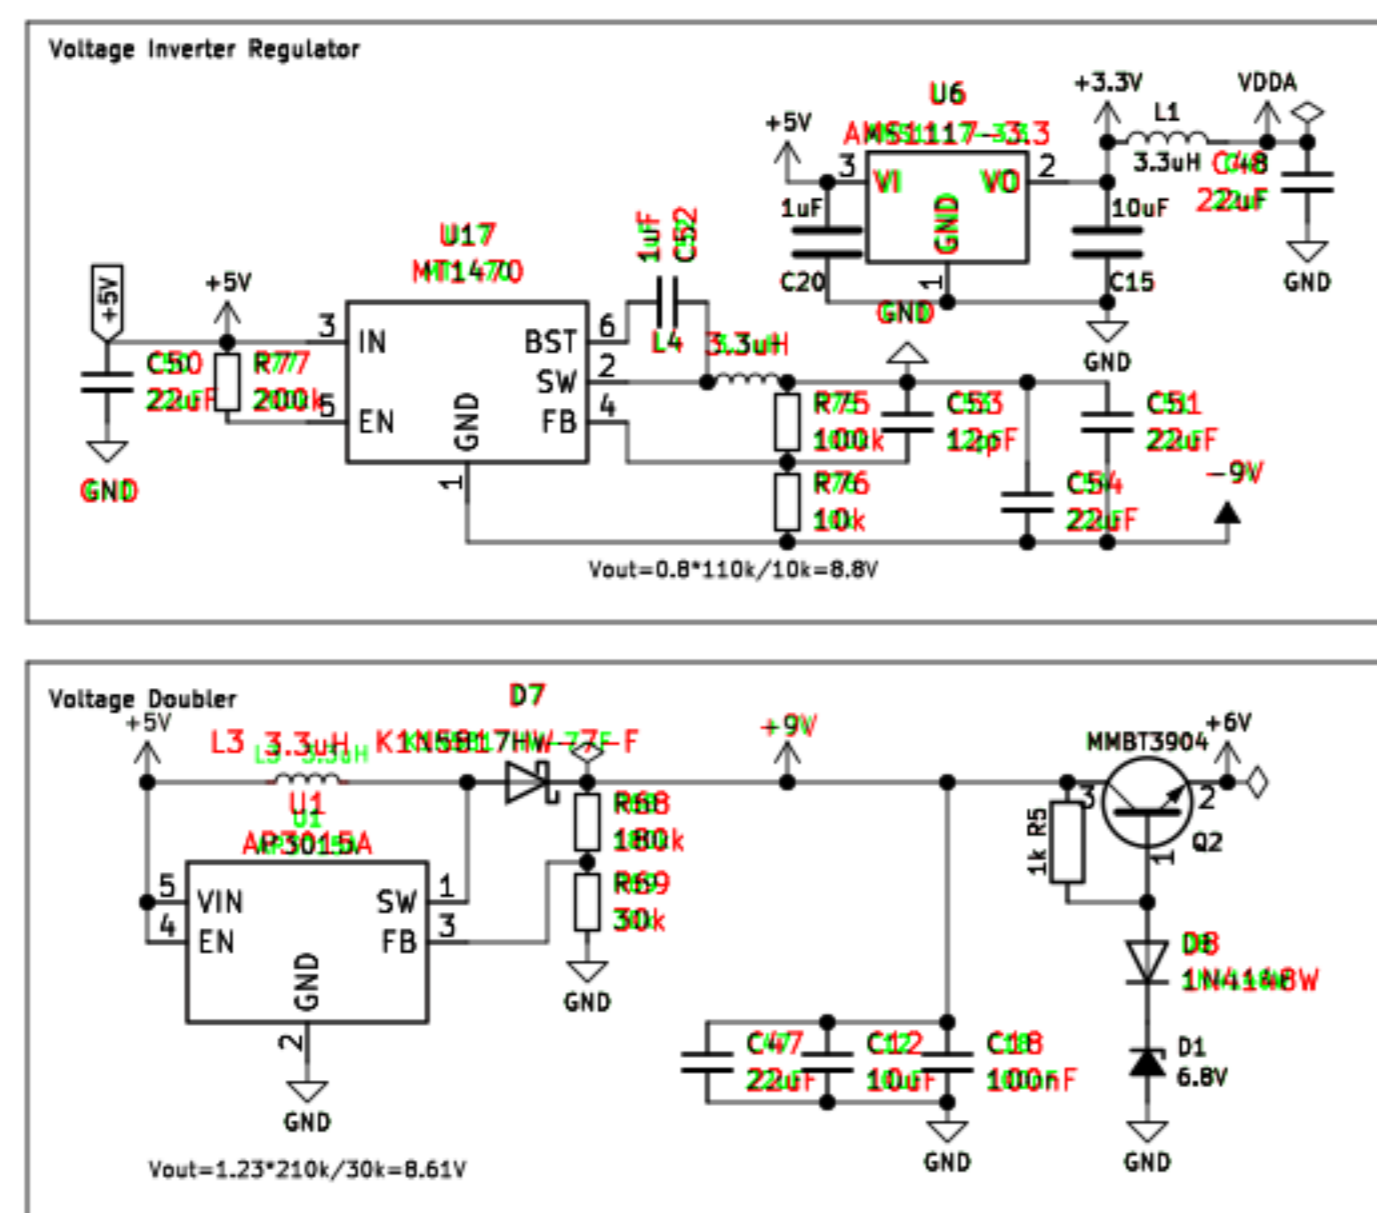 Voltage Inverter Regulator
U6
AMS1117-3.3
+5V
+3.3V
VDDA
L1
3.3uH
C48
22uF
3
VI
VO
2
GND
1
1uF
C20
10uF
C15
GND
GND
U17
MT1470
1uF
C52
+5V
+5V
C50
22uF
R77
200k
GND
3
IN
5
EN
GND
1
BST
6
SW
2
FB
4
L4
3.3uH
GND
R75
100k
C53
12pF
C51
22uF
R76
10k
C54
22uF
-9V
Vout=0.8*110k/10k=8.8V
Voltage Doubler
+5V
L3
3.3uH
D7
+9V
MMBT3904
+6V
U1
AP3015A
R68
180k
5
VIN
4
EN
SW
1
FB
3
GND
2
GND
R69
30k
GND
1k
R5
3
2
1
Q2
D8
1N4148W
D1
6.8V
GND
C47
22uF
C12
10uF
C18
100nF
GND
Vout=1.23*210k/30k=8.61V